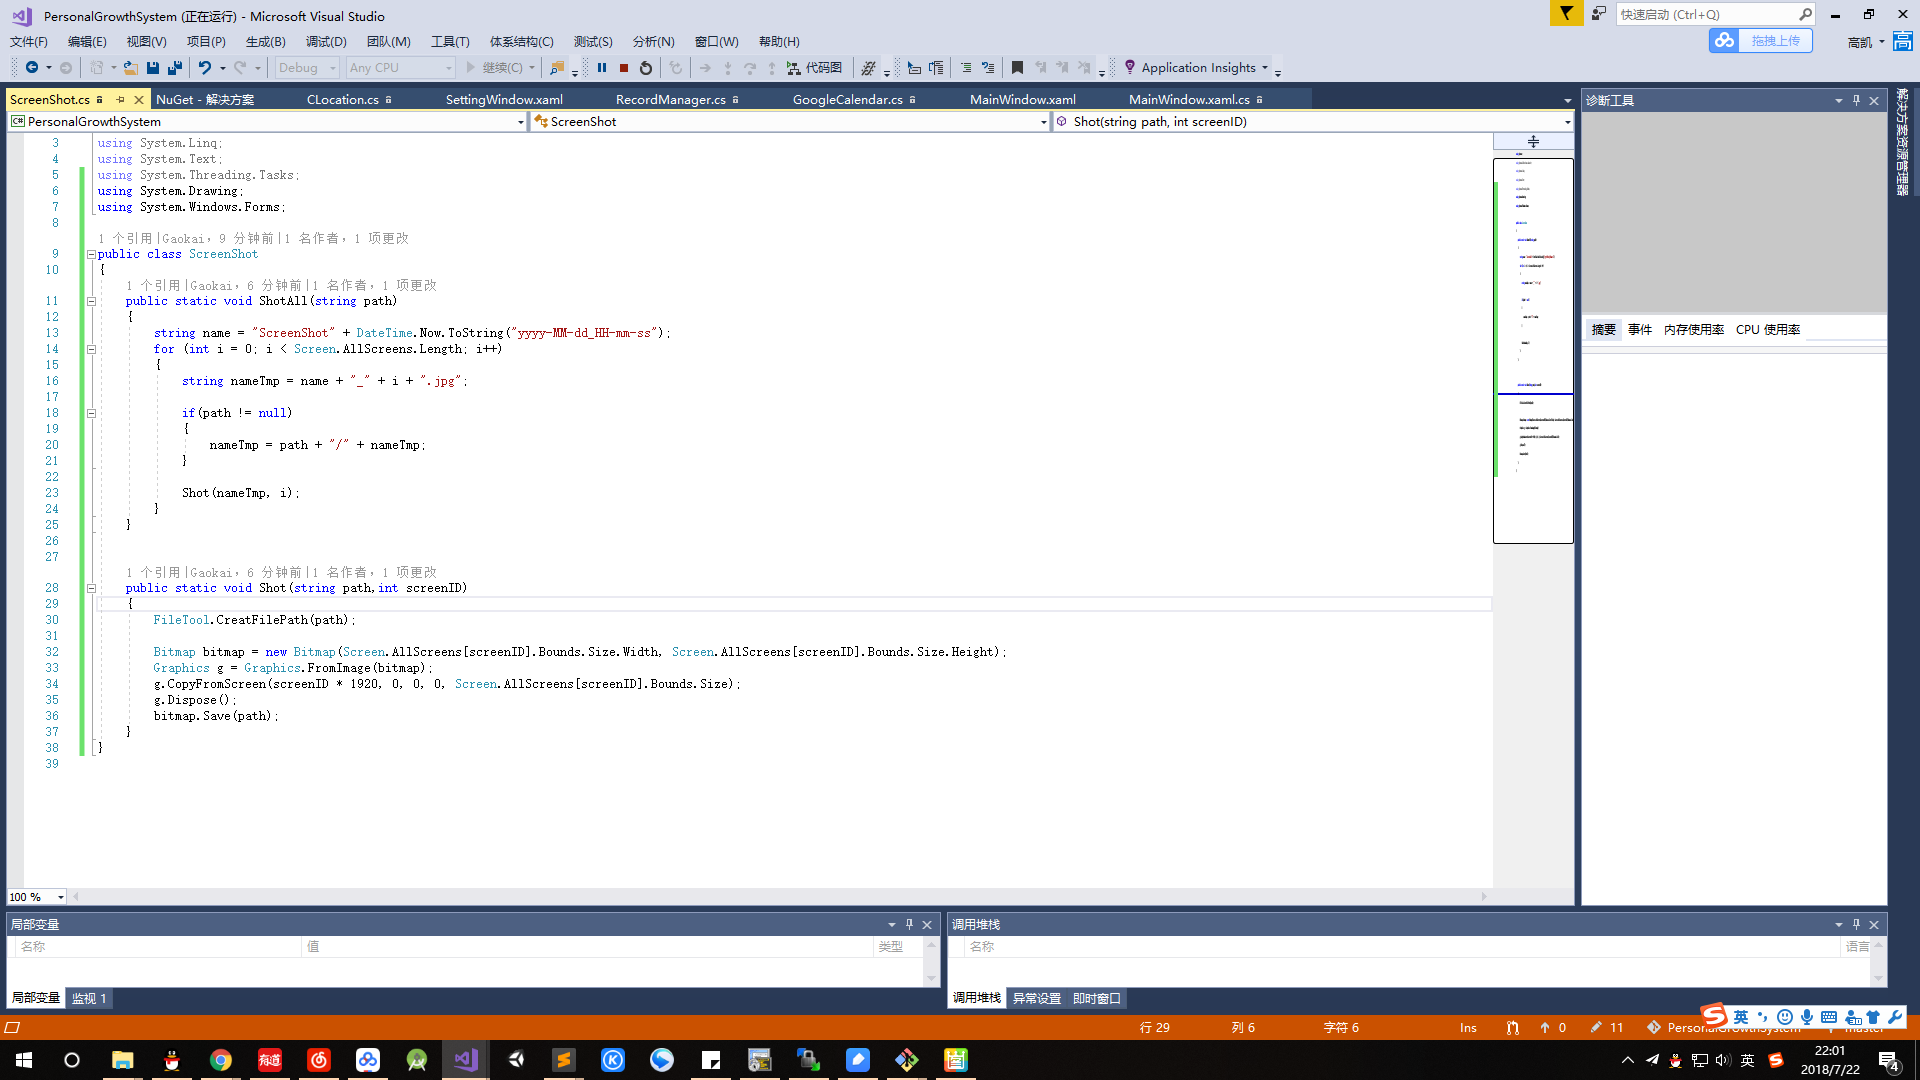 PersonalGrowthSystem (正在运行) - Microsoft Visual Studio
快速启动 (Ctrl+Q)
文件(F) 编辑(E) 视图(V) 项目(P) 生成(B) 调试(D) 团队(M) 工具(T) 体系结构(C) 测试(S) 分析(N) 窗口(W) 帮助(H)
拖拽上传
高凯 高
Debug Any CPU 继续(C) 代码图 Application Insights
ScreenShot.cs NuGet - 解决方案 CLocation.cs SettingWindow.xaml RecordManager.cs GoogleCalendar.cs MainWindow.xaml MainWindow.xaml.cs
诊断工具
解决方案资源管理器
C# PersonalGrowthSystem ScreenShot Shot(string path, int screenID)
3 using System.Linq;
4 using System.Text;
5 using System.Threading.Tasks;
6 using System.Drawing;
7 using System.Windows.Forms;
8
1 个引用|Gaokai，9 分钟前|1 名作者，1 项更改
9 public class ScreenShot
10 {
1 个引用|Gaokai，6 分钟前|1 名作者，1 项更改
11 public static void ShotAll(string path)
12 {
13 string name = "ScreenShot" + DateTime.Now.ToString("yyyy-MM-dd_HH-mm-ss");
14 for (int i = 0; i < Screen.AllScreens.Length; i++)
15 {
16 string nameTmp = name + "_" + i + ".jpg";
17
18 if(path != null)
19 {
20 nameTmp = path + "/" + nameTmp;
21 }
22
23 Shot(nameTmp, i);
24 }
25 }
26
27
1 个引用|Gaokai，6 分钟前|1 名作者，1 项更改
28 public static void Shot(string path,int screenID)
29 {
30 FileTool.CreatFilePath(path);
31
32 Bitmap bitmap = new Bitmap(Screen.AllScreens[screenID].Bounds.Size.Width, Screen.AllScreens[screenID].Bounds.Size.Height);
33 Graphics g = Graphics.FromImage(bitmap);
34 g.CopyFromScreen(screenID * 1920, 0, 0, 0, Screen.AllScreens[screenID].Bounds.Size);
35 g.Dispose();
36 bitmap.Save(path);
37 }
38 }
39
摘要 事件 内存使用率 CPU 使用率
100 %
局部变量
名称 值 类型
局部变量 监视 1
调用堆栈
名称 语言
调用堆栈 异常设置 即时窗口
行 29 列 6 字符 6 Ins 0 11 PersonalGrowthSystem master
英
有道
英
22:01
2018/7/22
4